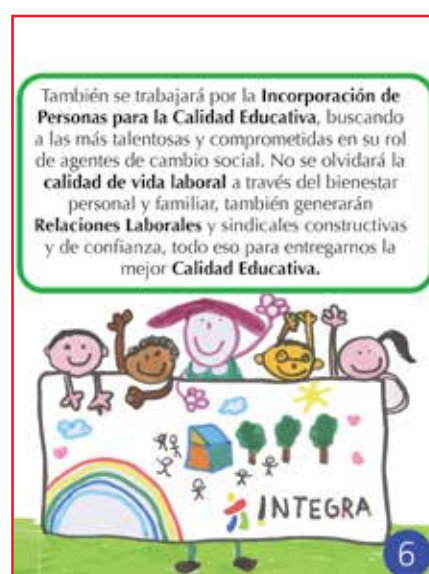 También se trabajará por la Incorporación de
Personas para la Calidad Educativa, buscando
a las más talentosas y comprometidas en su rol
de agentes de cambio social. No se olvidará la
calidad de vida laboral a través del bienestar
personal y familiar, también generarán
Relaciones Laborales y sindicales constructivas
y de confianza, todo eso para entregarnos la
mejor Calidad Educativa.
INTEGRA
6